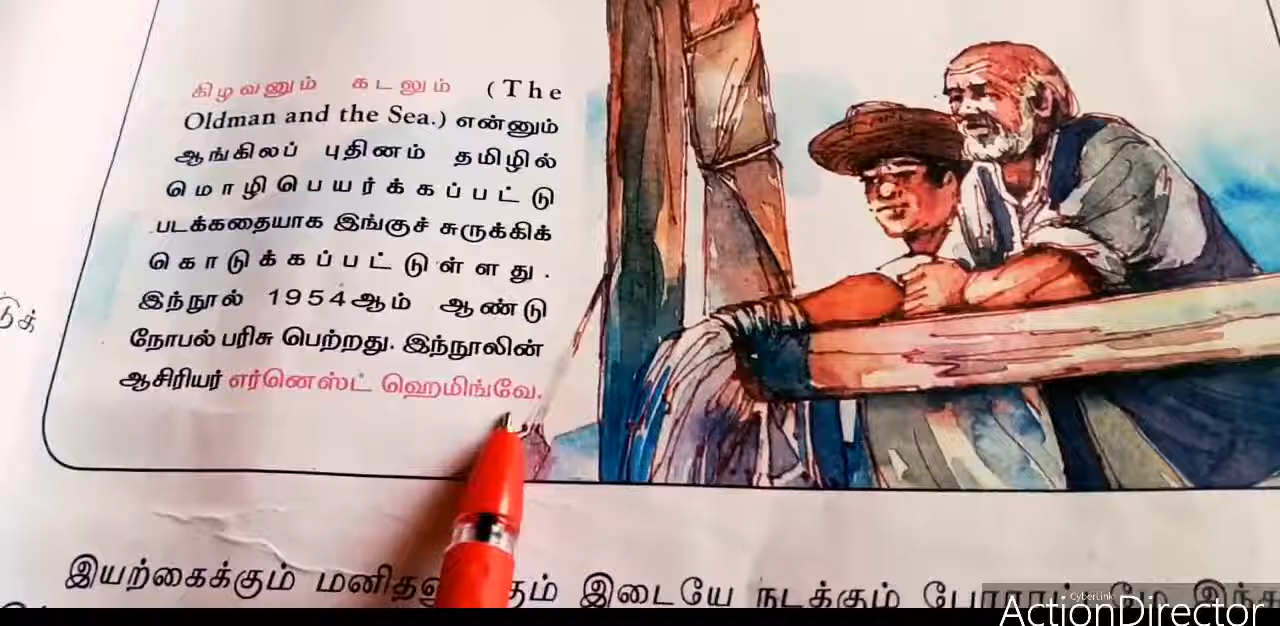 கிழவனும் கடலும் (The
Oldman and the Sea.) என்னும்
ஆங்கிலப் புதினம் தமிழில்
மொழிபெயர்க்கப்பட்டு
படக்கதையாக இங்குச் சுருக்கிக்
கொடுக்கப்பட்டுள்ளது.
இந்நூல் 1954ஆம் ஆண்டு
நோபல் பரிசு பெற்றது. இந்நூலின்
ஆசிரியர் எர்னெஸ்ட் ஹெமிங்வே.
இயற்கைக்கும் இடையே நடக்கும்
CyberLink
ActionDirector